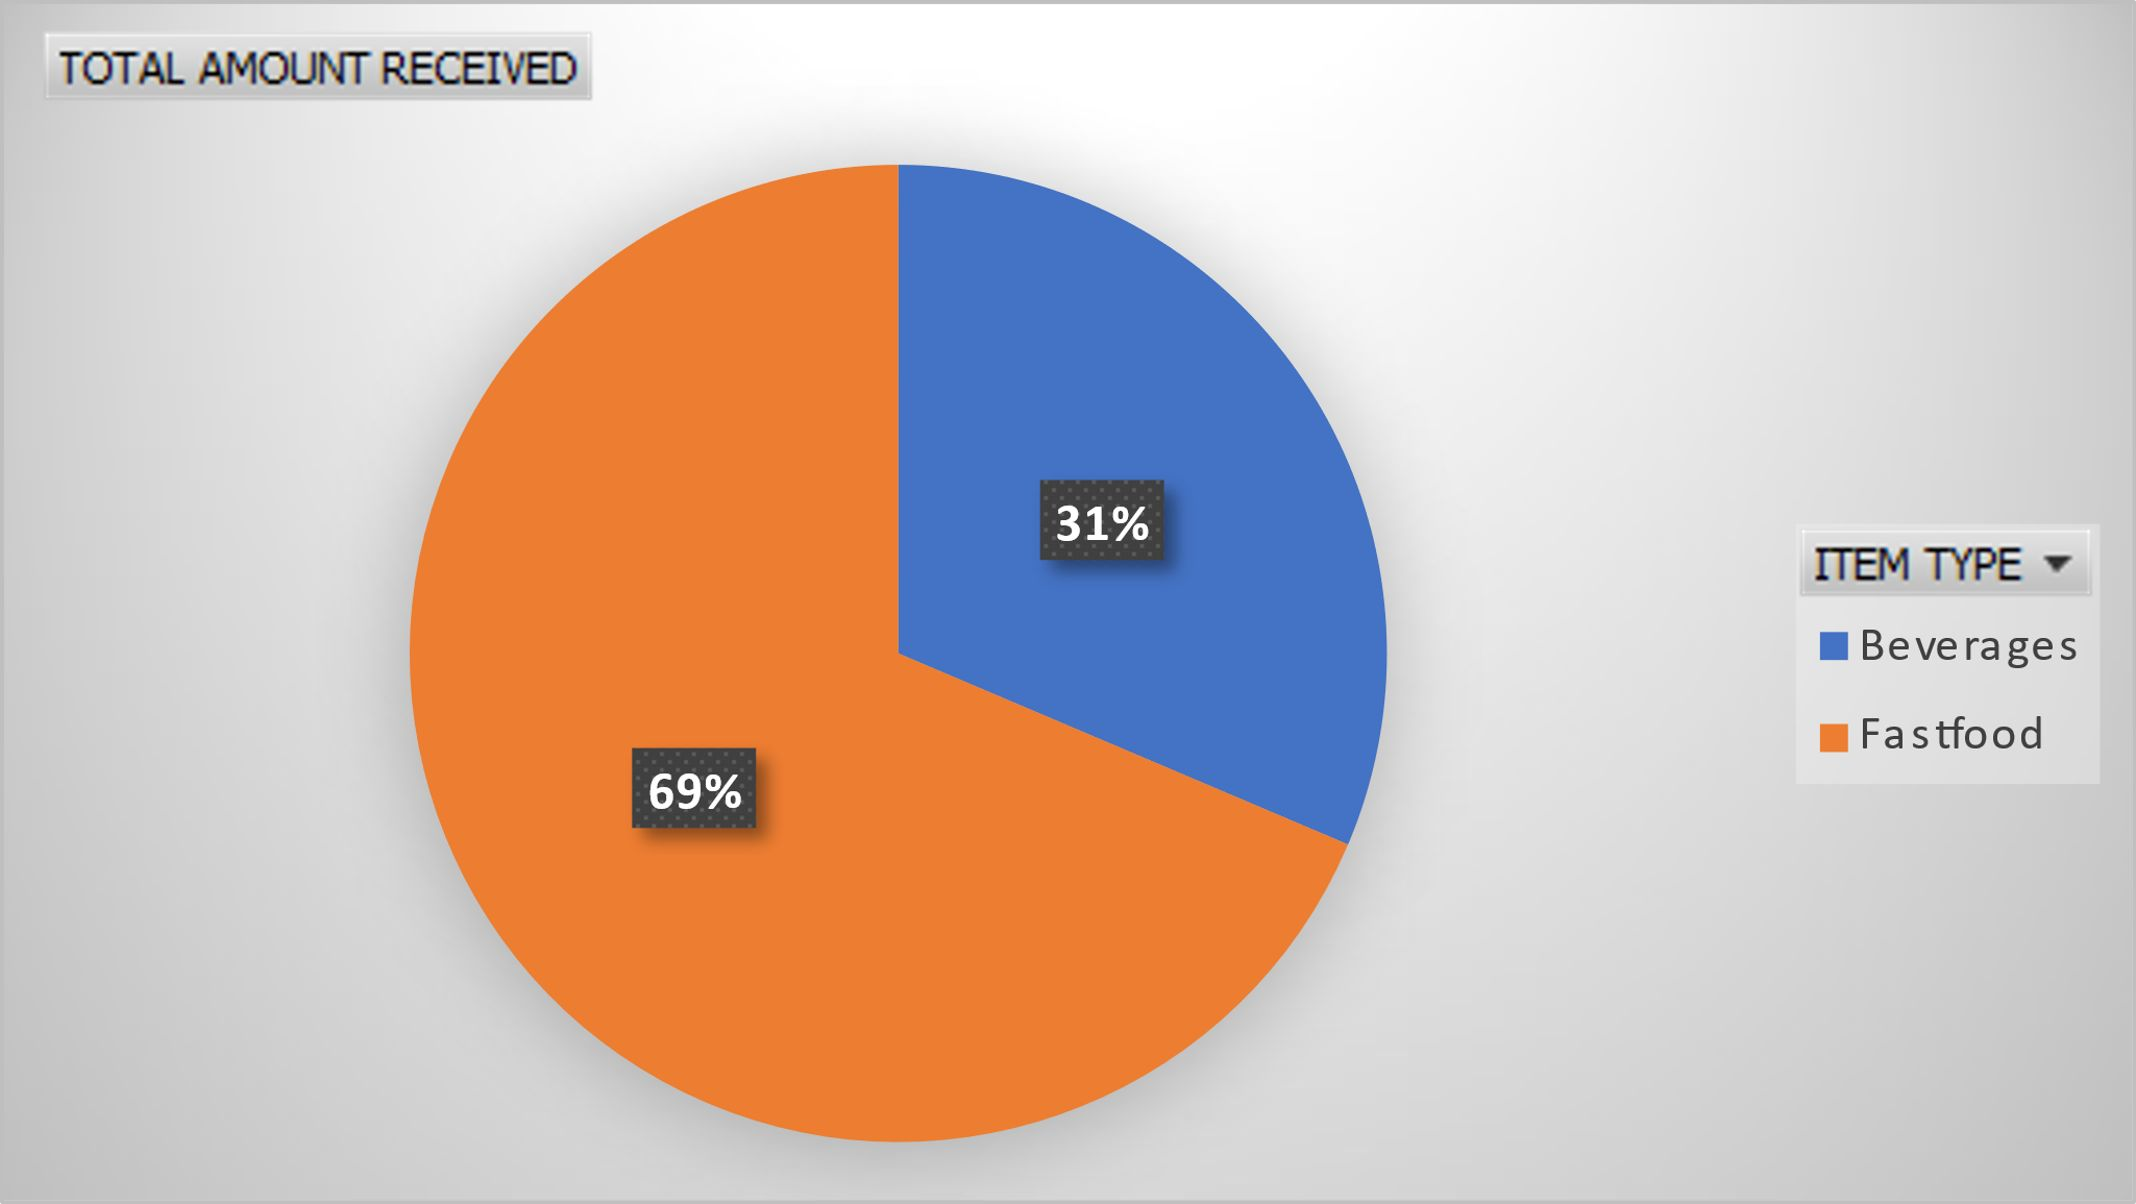 TOTAL AMOUNT RECEIVED
31%
69%
ITEM TYPE
Beverages
Fastfood